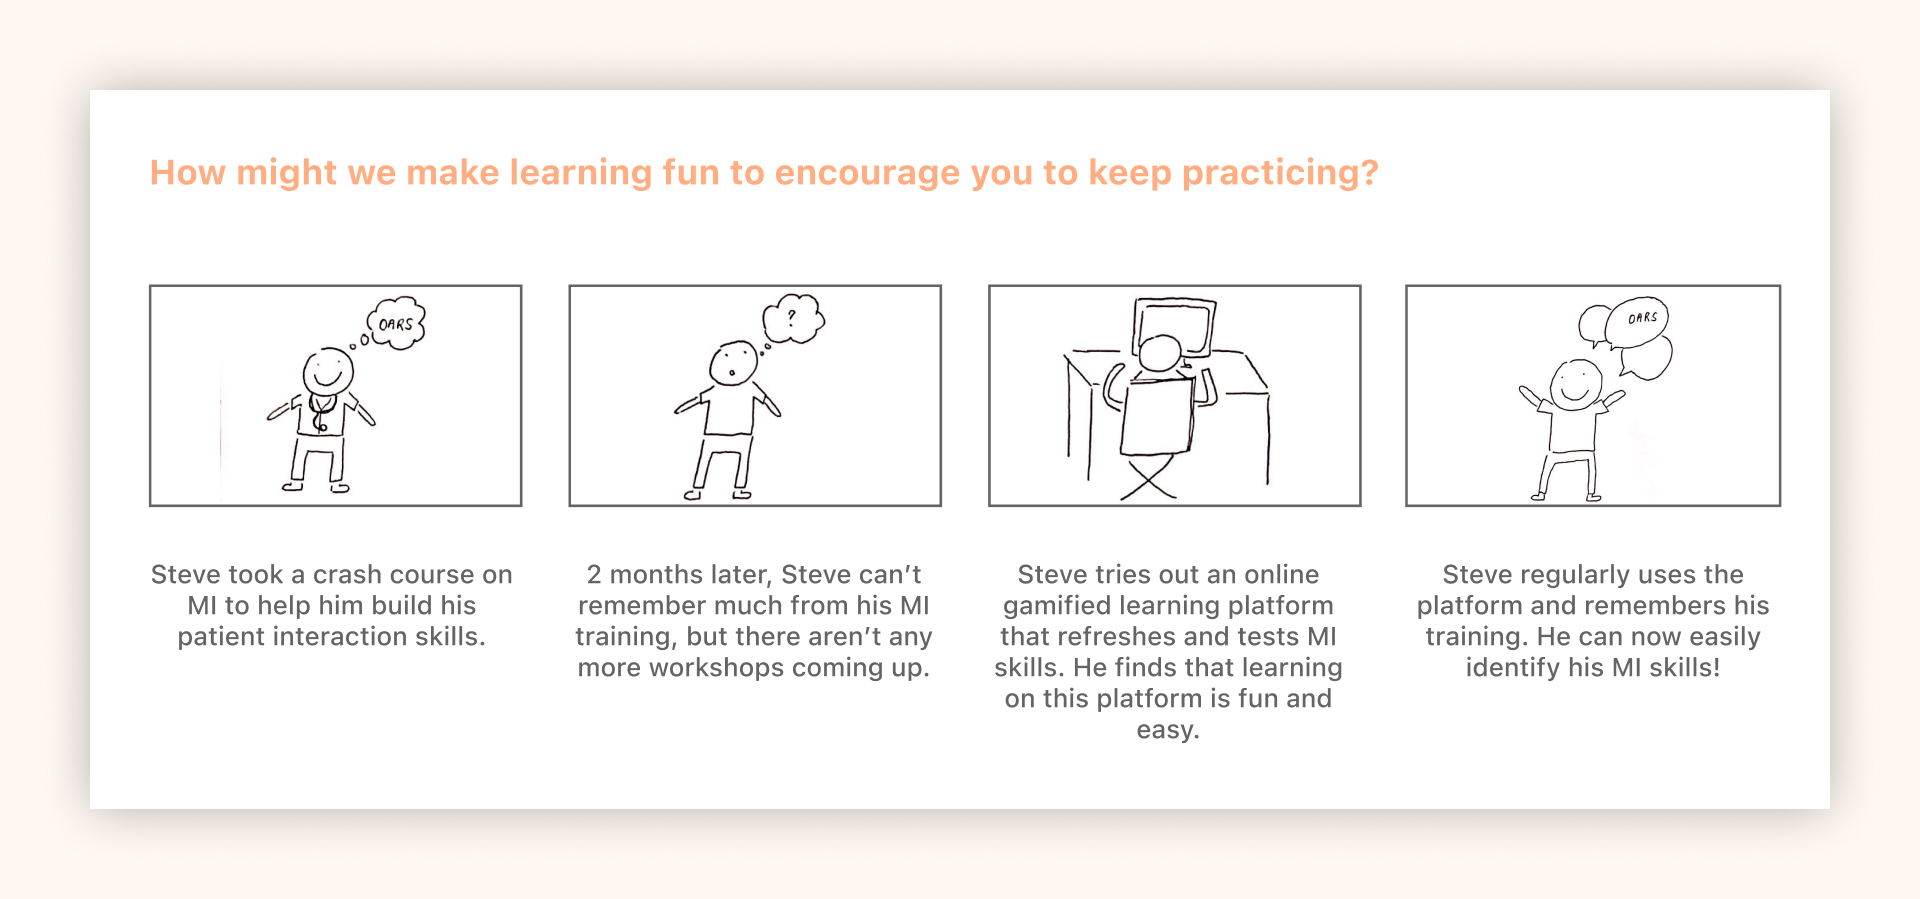 How might we make learning fun to encourage you to keep practicing?
OARS
?
OARS
Steve took a crash course on
MI to help him build his
patient interaction skills.
2 months later, Steve can’t
remember much from his MI
training, but there aren’t any
more workshops coming up.
Steve tries out an online
gamified learning platform
that refreshes and tests MI
skills. He finds that learning
on this platform is fun and
easy.
Steve regularly uses the
platform and remembers his
training. He can now easily
identify his MI skills!